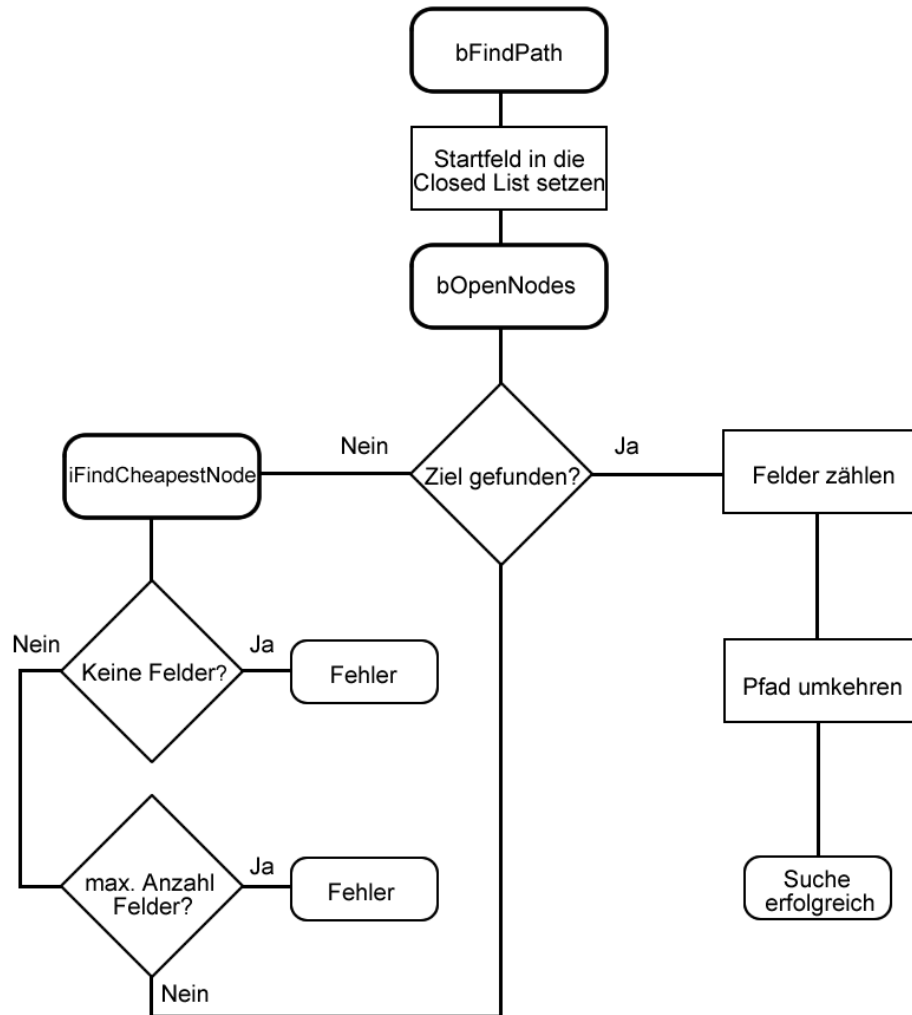 bFindPath
Startfeld in die
Closed List setzen
bOpenNodes
Nein
Ja
iFindCheapestNode
Ziel gefunden?
Felder zählen
Nein
Ja
Keine Felder?
Fehler
Pfad umkehren
Ja
max. Anzahl
Felder?
Fehler
Suche
erfolgreich
Nein